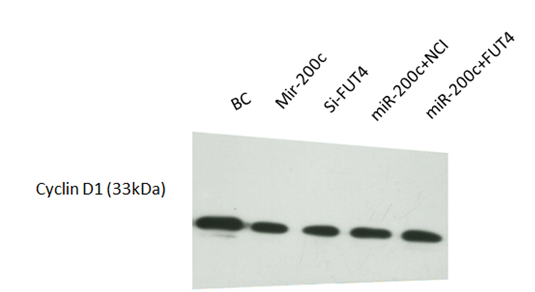 BC
Mir-200c
Si-FUT4
miR-200c+NCI
miR-200c+FUT4
Cyclin D1 (33kDa)